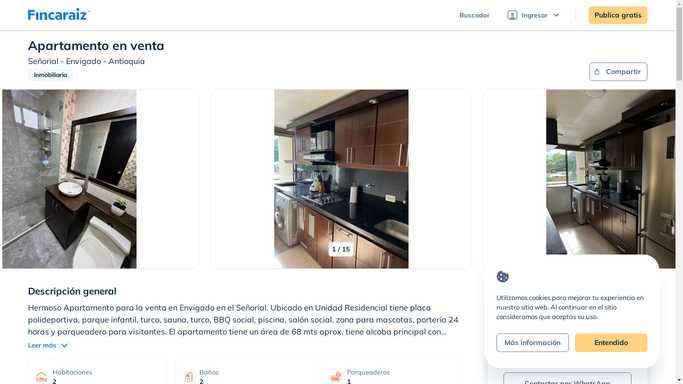 Fincaraiz
Buscador
Ingresar
Publica gratis
Apartamento en venta
Señorial - Envigado - Antioquia
Inmobiliaria
Compartir
1 / 15
Descripción general
Hermoso Apartamento para la venta en Envigado en el Señorial. Ubicado en Unidad Residencial tiene placa
polideportiva, parque infantil, turco, sauna, turco, BBQ social, piscina, salón social, zona para mascotas, portería 24
horas y parqueadero para visitantes. El apartamento tiene un área de 68 mts aprox, tiene alcoba principal con...
Leer más
Habitaciones
2
Baños
2
Parqueaderos
1
Utilizamos cookies para mejorar tu experiencia en
nuestro sitio web. Al continuar en el sitio
consideramos que aceptas su uso.
Más información
Entendido
Contactar por WhatsApp